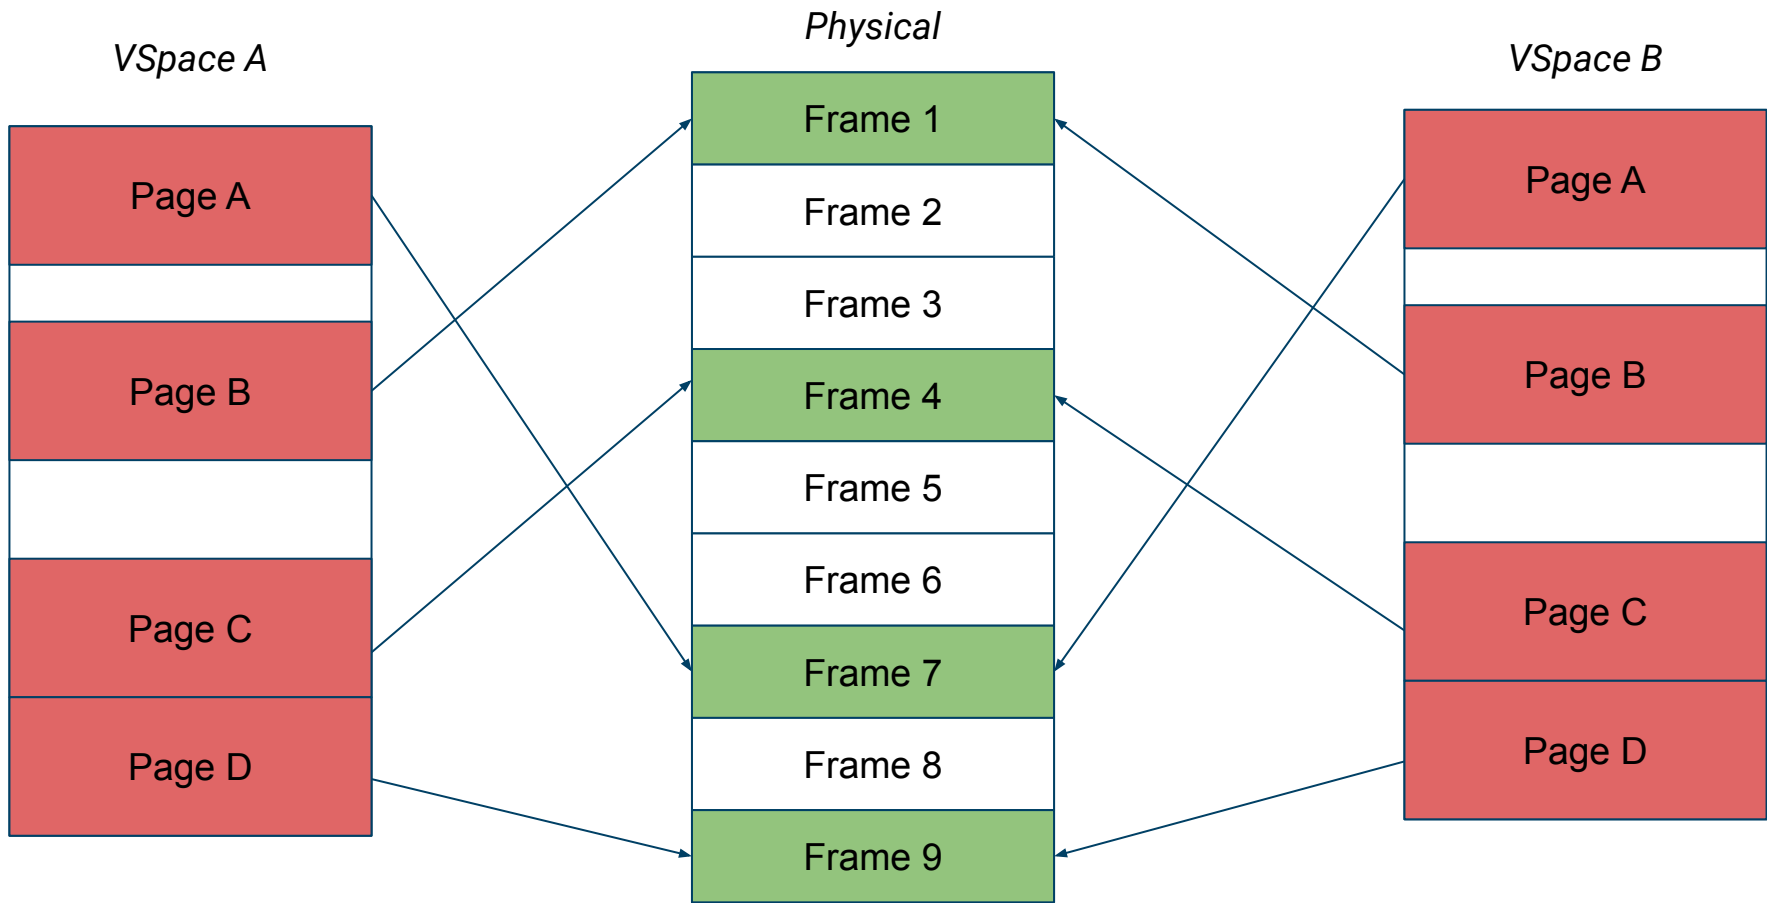 VSpace A
Page A
Page B
Page C
Page D
Physical
Frame 1
Frame 2
Frame 3
Frame 4
Frame 5
Frame 6
Frame 7
Frame 8
Frame 9
VSpace B
Page A
Page B
Page C
Page D